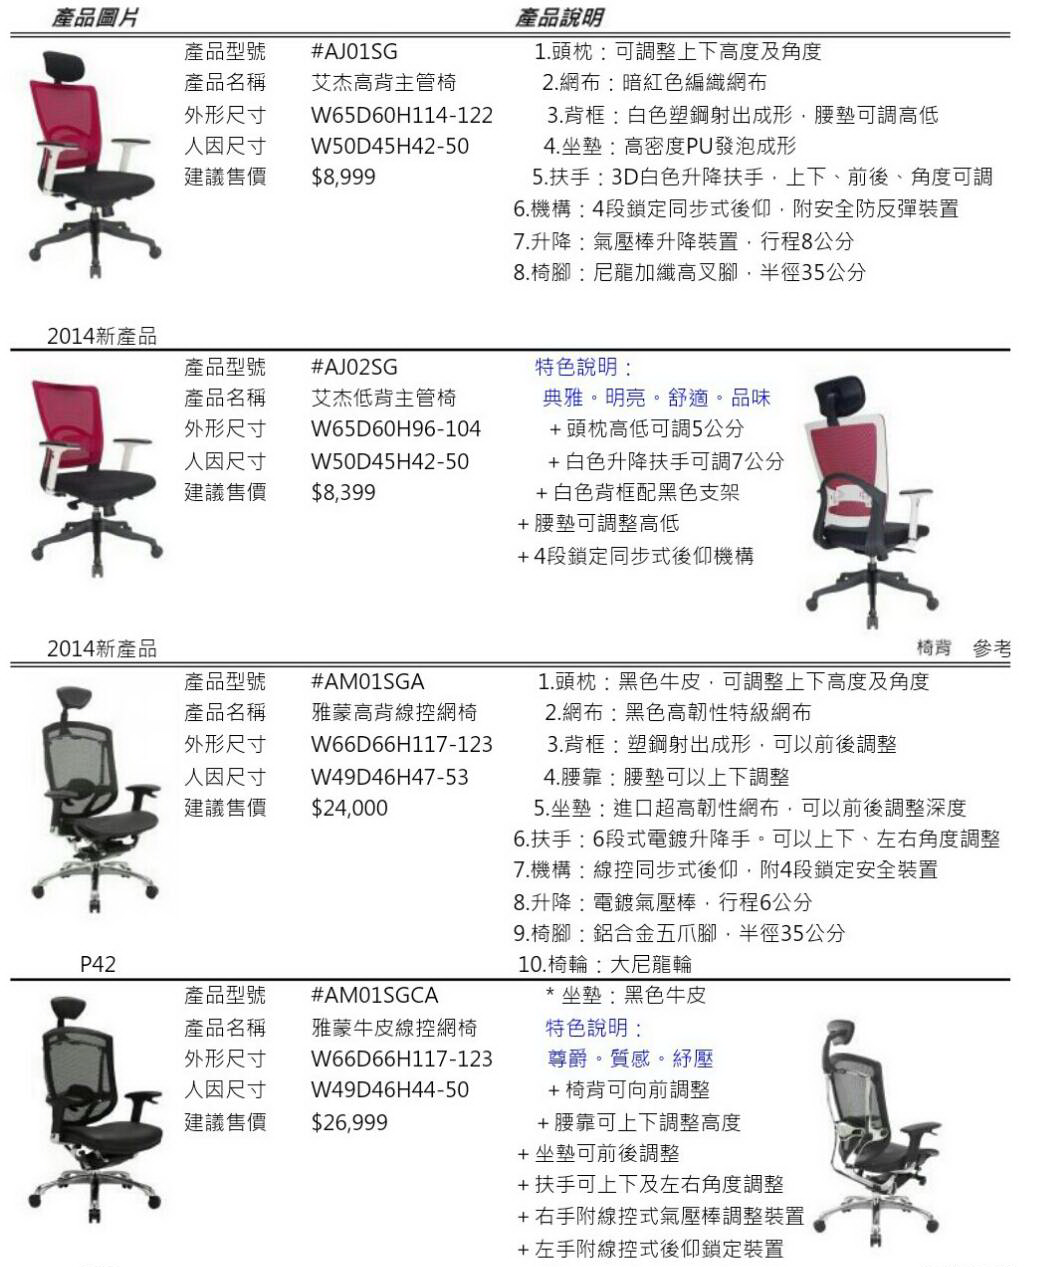 產品圖片 產品說明
產品型號 #AJ01SG 1.頭枕：可調整上下高度及角度
產品名稱 艾杰高背主管椅 2.網布：暗紅色編織網布
外形尺寸 W65D60H114-122 3.背框：白色塑鋼射出成形，腰墊可調高低
人因尺寸 W50D45H42-50 4.坐墊：高密度PU發泡成形
建議售價 $8,999 5.扶手：3D白色升降扶手，上下、前後、角度可調
6.機構：4段鎖定同步式後仰，附安全防反彈裝置
7.升降：氣壓棒升降裝置，行程8公分
8.椅腳：尼龍加纖高叉腳，半徑35公分
2014新產品
產品型號 #AJ02SG 特色說明：
產品名稱 艾杰低背主管椅 典雅。明亮。舒適。品味
外形尺寸 W65D60H96-104 +頭枕高低可調5公分
人因尺寸 W50D45H42-50 +白色升降扶手可調7公分
建議售價 $8,399 +白色背框配黑色支架
+腰墊可調整高低
+4段鎖定同步式後仰機構
2014新產品 椅背 參考
產品型號 #AM01SGA 1.頭枕：黑色牛皮，可調整上下高度及角度
產品名稱 雅蒙高背線控網椅 2.網布：黑色高韌性特級網布
外形尺寸 W66D66H117-123 3.背框：塑鋼射出成形，可以前後調整
人因尺寸 W49D46H47-53 4.腰靠：腰墊可以上下調整
建議售價 $24,000 5.坐墊：進口超高韌性網布，可以前後調整深度
6.扶手：6段式電鍍升降手。可以上下、左右角度調整
7.機構：線控同步式後仰，附4段鎖定安全裝置
8.升降：電鍍氣壓棒，行程6公分
9.椅腳：鋁合金五爪腳，半徑35公分
P42 10.椅輪：大尼龍輪
產品型號 #AM01SGCA * 坐墊：黑色牛皮
產品名稱 雅蒙牛皮線控網椅 特色說明：
外形尺寸 W66D66H117-123 尊爵。質感。紓壓
人因尺寸 W49D46H44-50 +椅背可向前調整
建議售價 $26,999 +腰靠可上下調整高度
+坐墊可前後調整
+扶手可上下及左右角度調整
+右手附線控式氣壓棒調整裝置
+左手附線控式後仰鎖定裝置